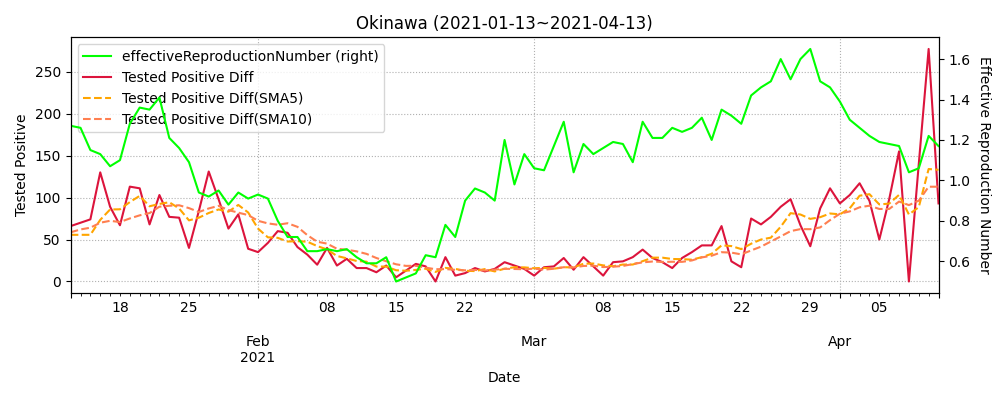 Okinawa (2021-01-13~2021-04-13)
effectiveReproductionNumber (right)
Tested Positive Diff
Tested Positive Diff(SMA5)
Tested Positive Diff(SMA10)
Tested Positive
250
200
150
100
50
0
Effective Reproduction Number
1.6
1.4
1.2
1.0
0.8
0.6
18 25 08 15 22 08 15 22 29 05
Feb Mar Apr
2021
Date